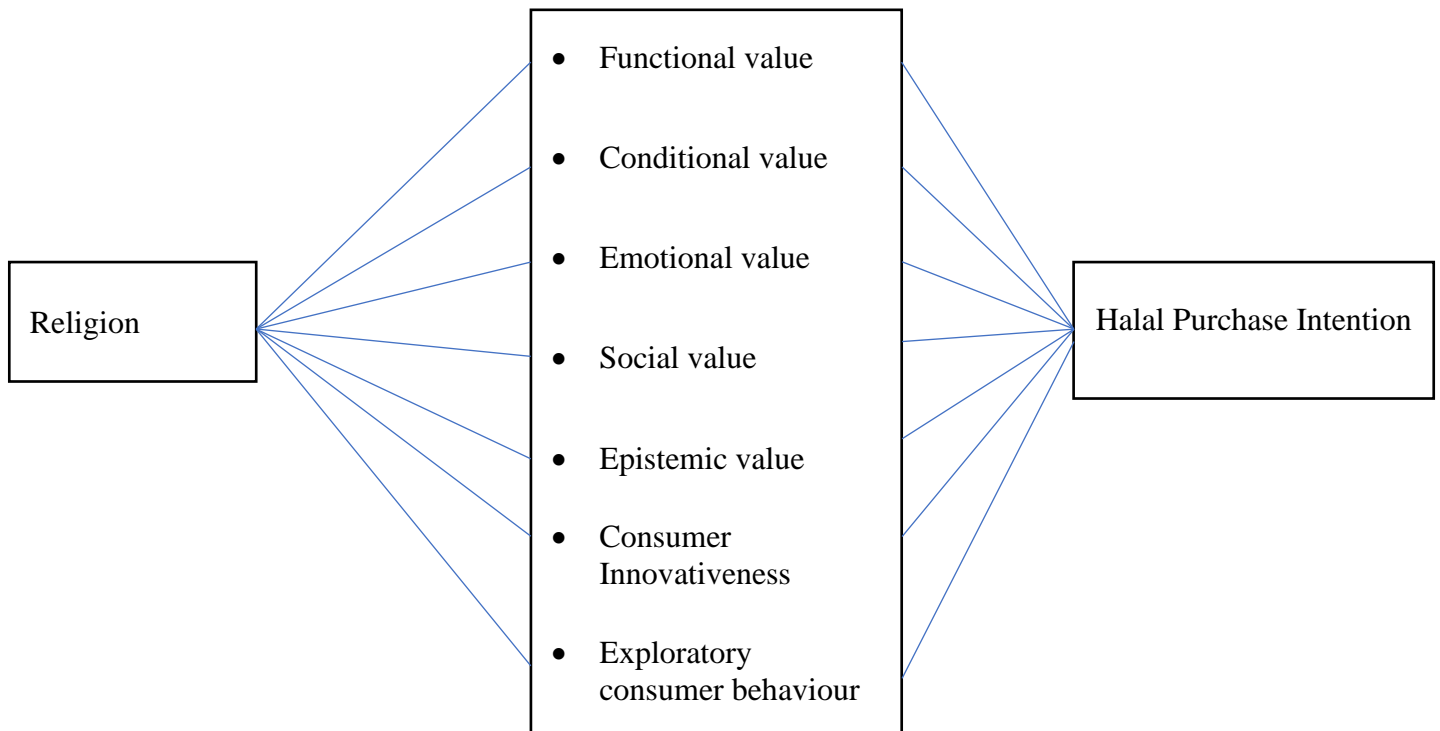 Religion
• Functional value
• Conditional value
• Emotional value
• Social value
• Epistemic value
• Consumer
Innovativeness
• Exploratory
consumer behaviour
Halal Purchase Intention